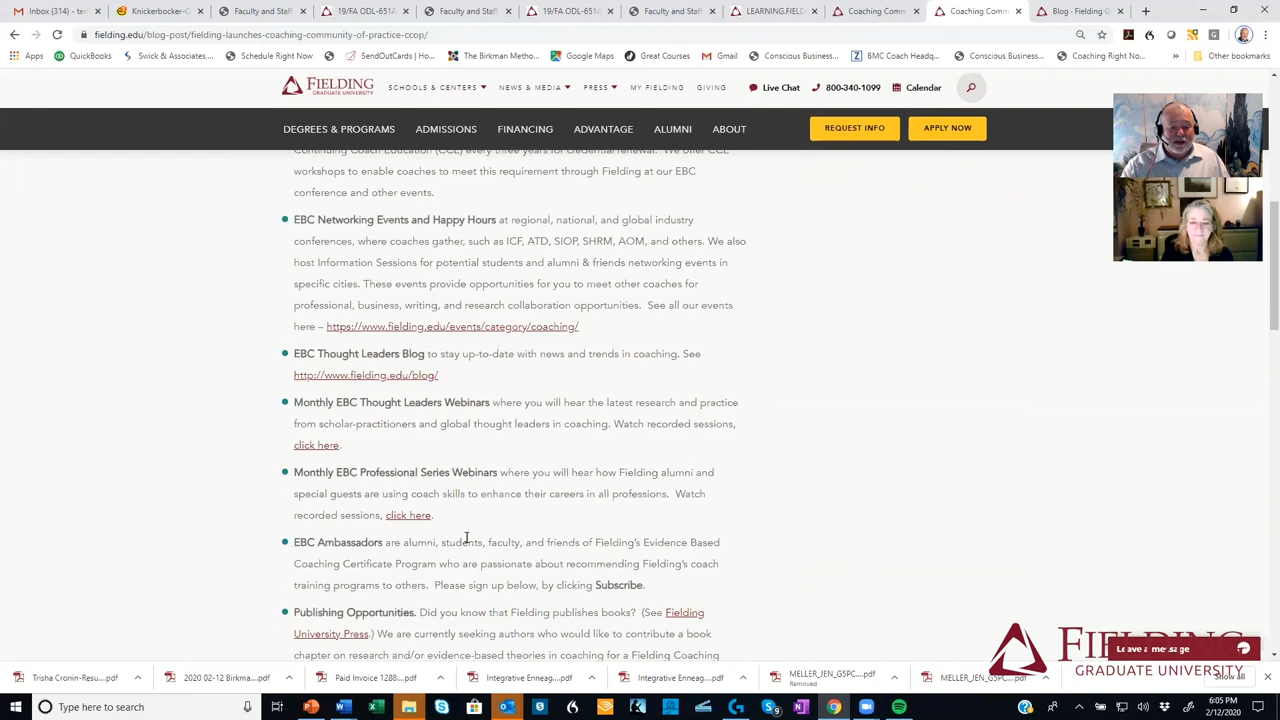 Inbox (314) - tem
Knickerbocker-C
Faculty and Staff
19/FA ODL-651A
Faculty and Staff
19/FA ODL-651A
Faculty and Staf
LEARNING.FIELD
Coaching Comm
Coaching Comm
Blog - Fielding G
fielding.edu/blog-post/fielding-launches-coaching-community-of-practice-ccop/
Apps
QuickBooks
Swick & Associates,...
Schedule Right Now
SendOutCards | Ho...
The Birkman Metho...
Google Maps
Great Courses
Gmail
Conscious Business...
BMC Coach Headq...
Conscious Business...
Coaching Right No...
Other bookmarks
FIELDING
GRADUATE UNIVERSITY
SCHOOLS & CENTERS
NEWS & MEDIA
PRESS
MY FIELDING
GIVING
Live Chat
800-340-1099
Calendar
DEGREES & PROGRAMS
ADMISSIONS
FINANCING
ADVANTAGE
ALUMNI
ABOUT
REQUEST INFO
APPLY NOW
Continuing Coach Education (CCE) every three years for credential renewal. We offer CCE
workshops to enable coaches to meet this requirement through Fielding at our EBC
conference and other events.
EBC Networking Events and Happy Hours at regional, national, and global industry
conferences, where coaches gather, such as ICF, ATD, SIOP, SHRM, AOM, and others. We also
host Information Sessions for potential students and alumni & friends networking events in
specific cities. These events provide opportunities for you to meet other coaches for
professional, business, writing, and research collaboration opportunities. See all our events
here – https://www.fielding.edu/events/category/coaching/
EBC Thought Leaders Blog to stay up-to-date with news and trends in coaching. See
http://www.fielding.edu/blog/
Monthly EBC Thought Leaders Webinars where you will hear the latest research and practice
from scholar-practitioners and global thought leaders in coaching. Watch recorded sessions,
click here.
Monthly EBC Professional Series Webinars where you will hear how Fielding alumni and
special guests are using coach skills to enhance their careers in all professions. Watch
recorded sessions, click here.
EBC Ambassadors are alumni, students, faculty, and friends of Fielding's Evidence Based
Coaching Certificate Program who are passionate about recommending Fielding's coach
training programs to others. Please sign up below, by clicking Subscribe.
Publishing Opportunities. Did you know that Fielding publishes books? (See Fielding
University Press.) We are currently seeking authors who would like to contribute a book
chapter on research and/or evidence-based theories in coaching for a Fielding Coaching
Leave a message
GRADUATE UNIVERSITY
Trisha Cronin-Resu....pdf
2020 02-12 Birkma....pdf
Paid Invoice 1288....pdf
Integrative Enneag....pdf
Integrative Enneag....pdf
MELLER_JEN_G5PC....pdf
Removed
MELLER_JEN_G5PC....pdf
Show all
Type here to search
6:05 PM
2/12/2020